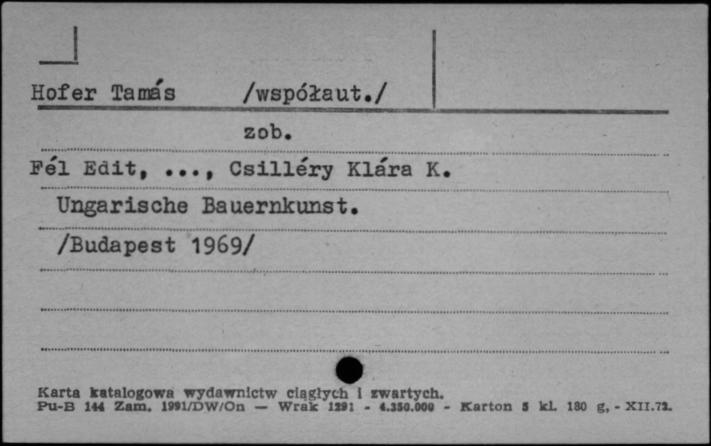 Hofer Tamás /współaut./
zob.
Fél Edit, ..., Csilléry Klára K.
Ungarische Bauernkunst.
/Budapest 1969/
Karta katalogowa wydawnictw ciągłych i zwartych.
Pu-B 144 Zam. 1991/DW/On — Wrak 1291 - 4.350.000 - Karton 5 kl. 180 g, - XII.72.